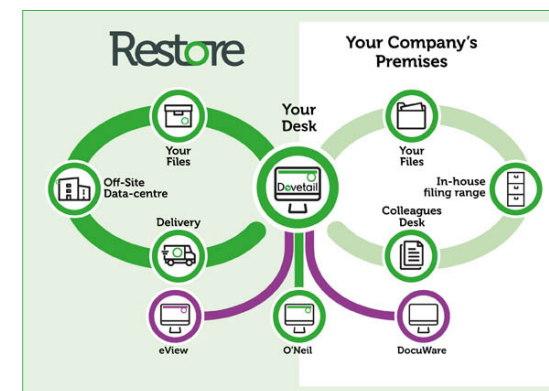 Restore
Your Company's
Premises
Your
Desk
Dovetail
Your
Files
Your
Files
Off-Site
Data-centre
In-house
filing range
Delivery
Colleagues
Desk
eView
O'Neil
DocuWare